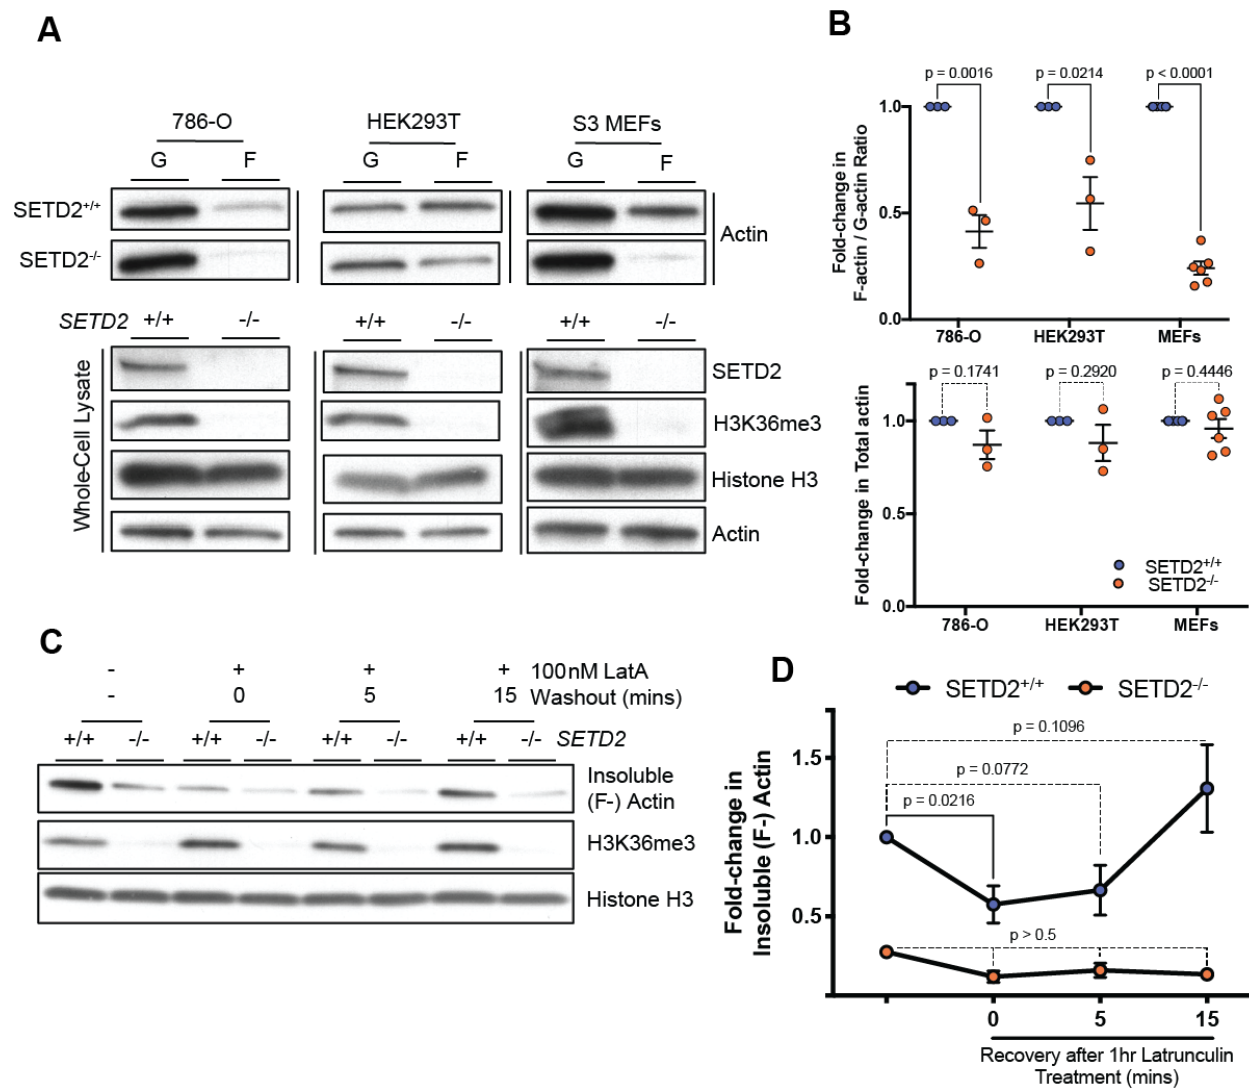 A
786-O
HEK293T
S3 MEFs
G F G F G F
SETD2+/+
SETD2-/-
Actin
SETD2 +/+ -/- +/+ -/- +/+ -/-
Whole-Cell Lysate
SETD2
H3K36me3
Histone H3
Actin
B
p = 0.0016
p = 0.0214
p < 0.0001
1.0
0.5
0.0
Fold-change in
F-actin / G-actin Ratio
786-O
HEK293T
MEFs
p = 0.1741
p = 0.2920
p = 0.4446
1.0
0.5
0.0
Fold-change in Total actin
SETD2+/+
SETD2-/-
786-O
HEK293T
MEFs
C
- + + + 100nM LatA
- 0 5 15 Washout (mins)
+/+ -/- +/+ -/- +/+ -/- +/+ -/- SETD2
Insoluble
(F-) Actin
H3K36me3
Histone H3
D
SETD2+/+
SETD2-/-
p = 0.1096
p = 0.0772
p = 0.0216
p > 0.5
1.5
1.0
0.5
Fold-change in
Insoluble (F-) Actin
0 5 15
Recovery after 1hr Latrunculin
Treatment (mins)